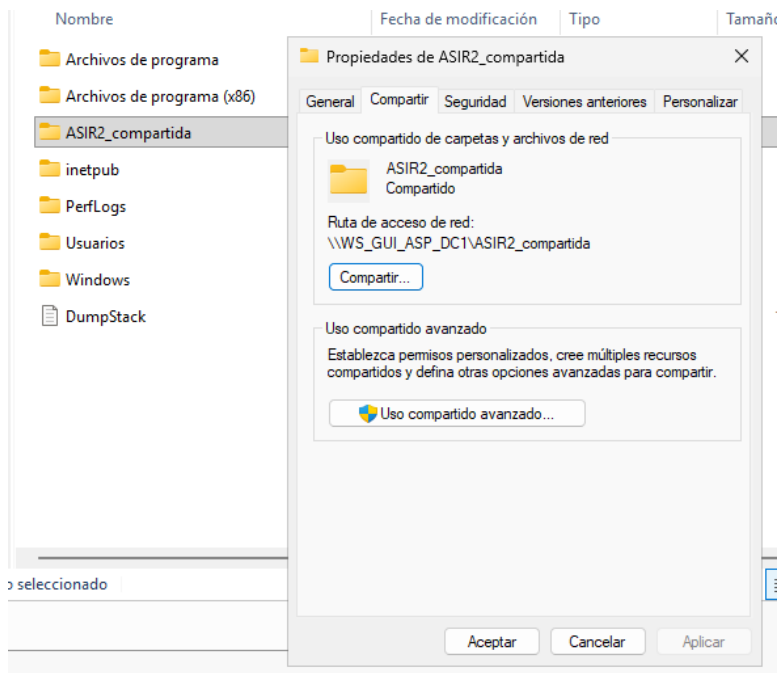 Nombre
Fecha de modificación
Tipo
Archivos de programa
Archivos de programa (x86)
ASIR2_compartida
inetpub
PerfLogs
Usuarios
Windows
DumpStack
seleccionado
Propiedades de ASIR2_compartida
General
Compartir
Seguridad
Versiones anteriores
Personalizar
Uso compartido de carpetas y archivos de red
ASIR2_compartida
Compartido
Ruta de acceso de red:
\\WS_GUI_ASP_DC1\ASIR2_compartida
Compartir...
Uso compartido avanzado
Establezca permisos personalizados, cree múltiples recursos
compartidos y defina otras opciones avanzadas para compartir.
Uso compartido avanzado...
Aceptar
Cancelar
Aplicar